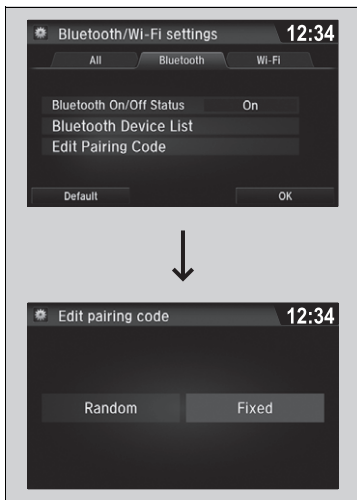 Bluetooth/Wi-Fi settings 12:34
All Bluetooth Wi-Fi
Bluetooth On/Off Status On
Bluetooth Device List
Edit Pairing Code
Default OK
Edit pairing code 12:34
Random Fixed